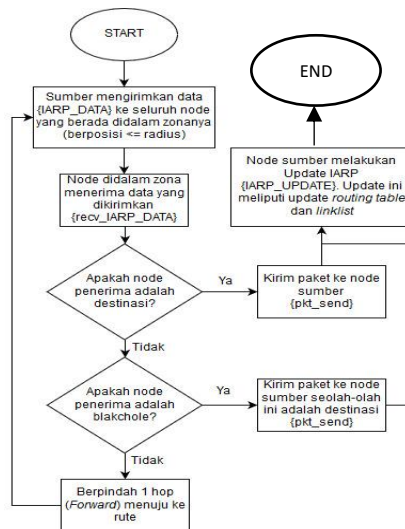 START
Sumber mengirimkan data
{IARP_DATA} ke seluruh node
yang berada didalam zonanya
(berposisi <= radius)
Node didalam zona
menerima data yang
dikirimkan
{recv_IARP_DATA}
Apakah node
penerima adalah
destinasi?
Ya
Kirim paket ke node
sumber
{pkt_send}
Node sumber melakukan
Update IARP
{IARP_UPDATE}. Update ini
meliputi update routing table
dan linklist
END
Tidak
Apakah node
penerima adalah
blakchole?
Ya
Kirim paket ke node
sumber seolah-olah
ini adalah destinasi
{pkt_send}
Tidak
Berpindah 1 hop
(Forward) menuju ke
rute